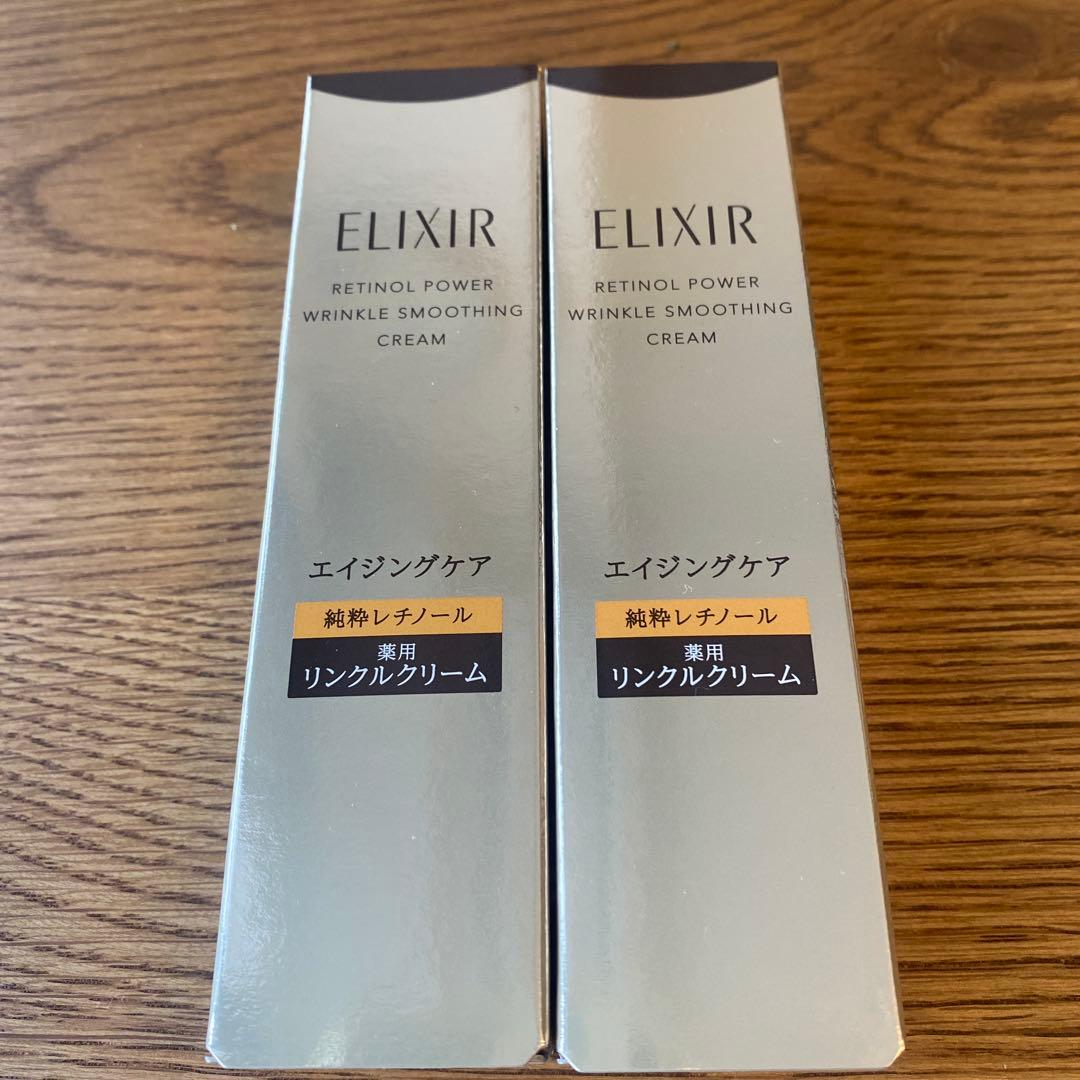 ELIXIR
RETINOL POWER
WRINKLE SMOOTHING
CREAM
エイジングケア
純粋レチノール
薬用
リンクルクリーム
ELIXIR
RETINOL POWER
WRINKLE SMOOTHING
CREAM
エイジングケア
純粋レチノール
薬用
リンクルクリーム